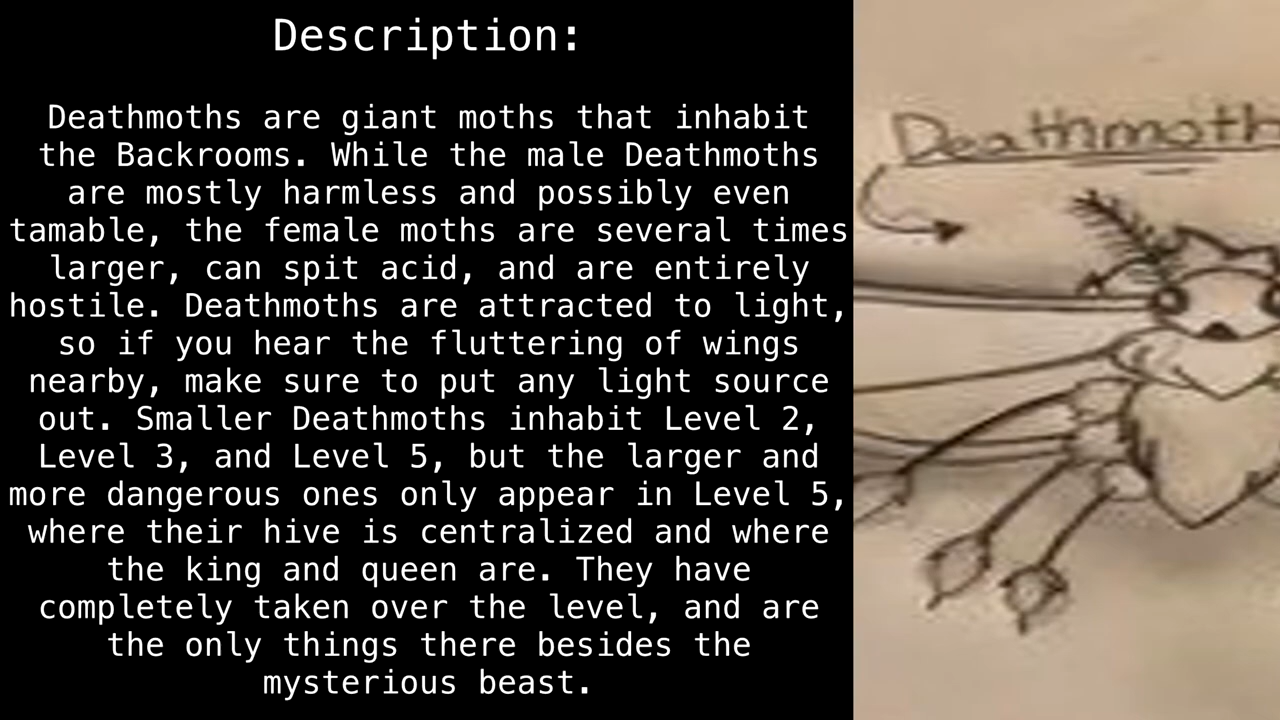 Description:
Deathmoths are giant moths that inhabit
the Backrooms. While the male Deathmoths
are mostly harmless and possibly even
tamable, the female moths are several times
larger, can spit acid, and are entirely
hostile. Deathmoths are attracted to light,
so if you hear the fluttering of wings
nearby, make sure to put any light source
out. Smaller Deathmoths inhabit Level 2,
Level 3, and Level 5, but the larger and
more dangerous ones only appear in Level 5,
where their hive is centralized and where
the king and queen are. They have
completely taken over the level, and are
the only things there besides the
mysterious beast.
Deathmoth